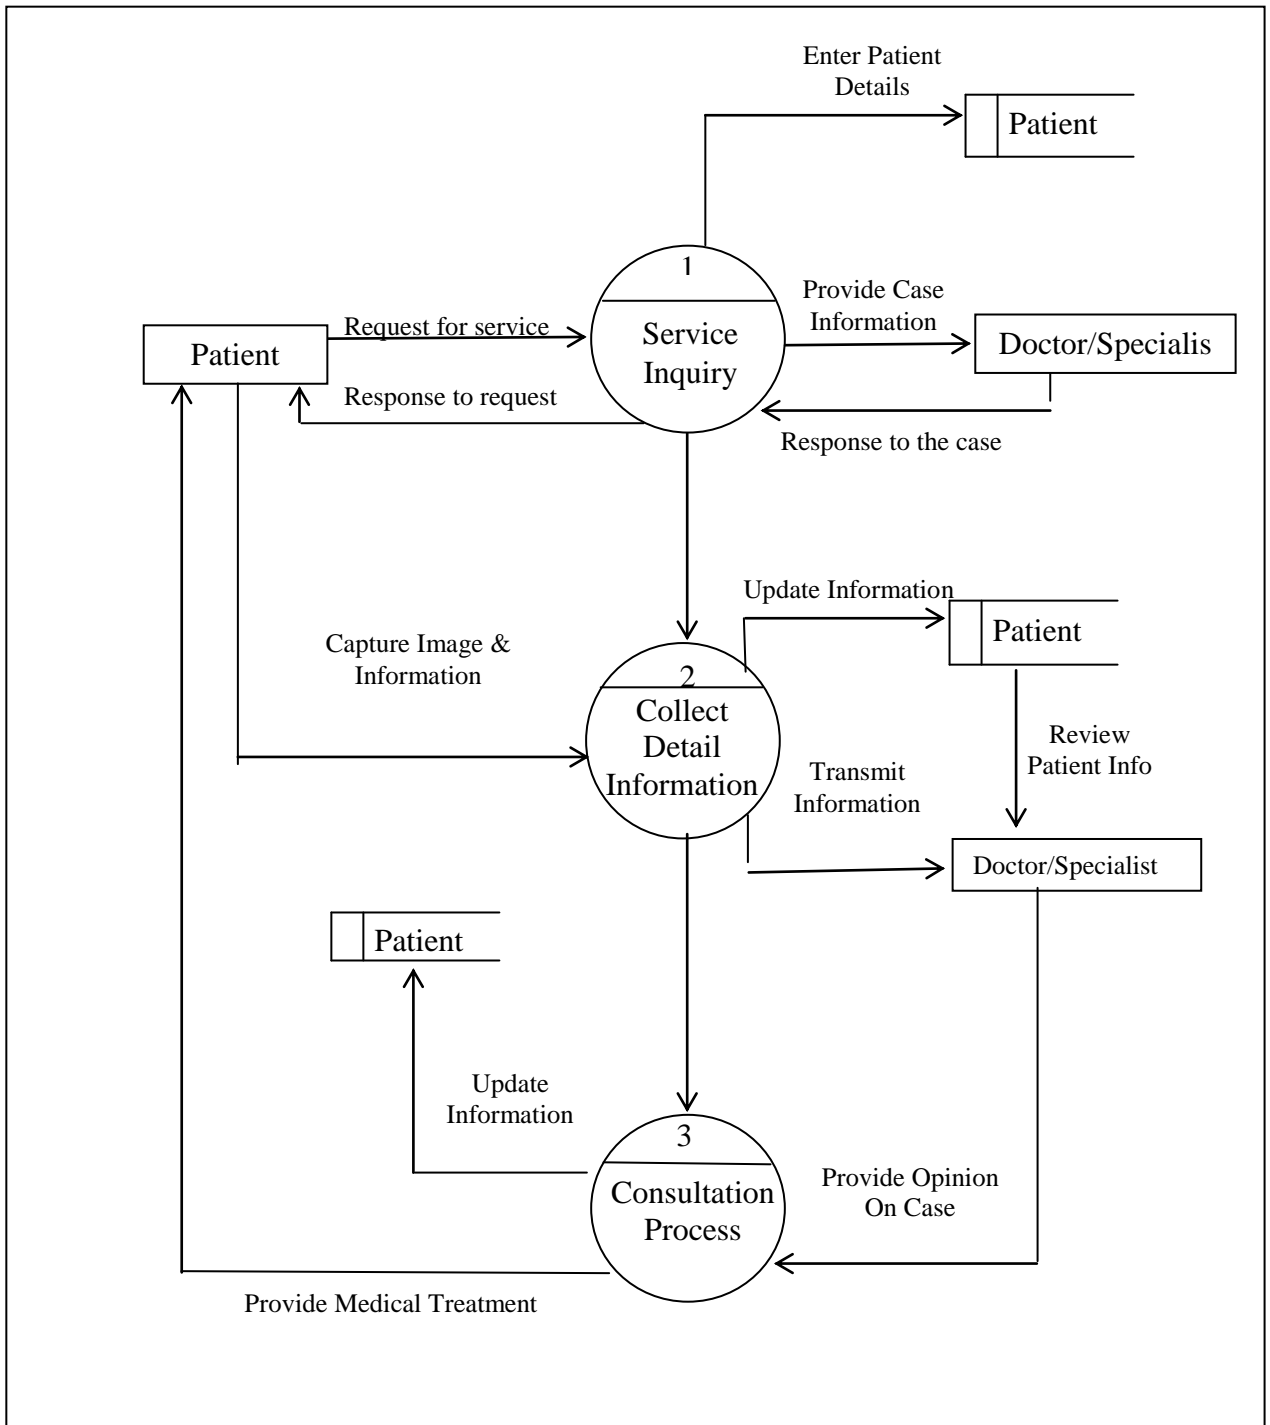 Enter Patient
Details
Patient
1
Service
Inquiry
Provide Case
Information
Patient
Request for service
Doctor/Specialis
Response to request
Response to the case
Update Information
Patient
Capture Image &
Information
2
Collect
Detail
Information
Review
Patient Info
Transmit
Information
Doctor/Specialist
Patient
Update
Information
3
Consultation
Process
Provide Opinion
On Case
Provide Medical Treatment